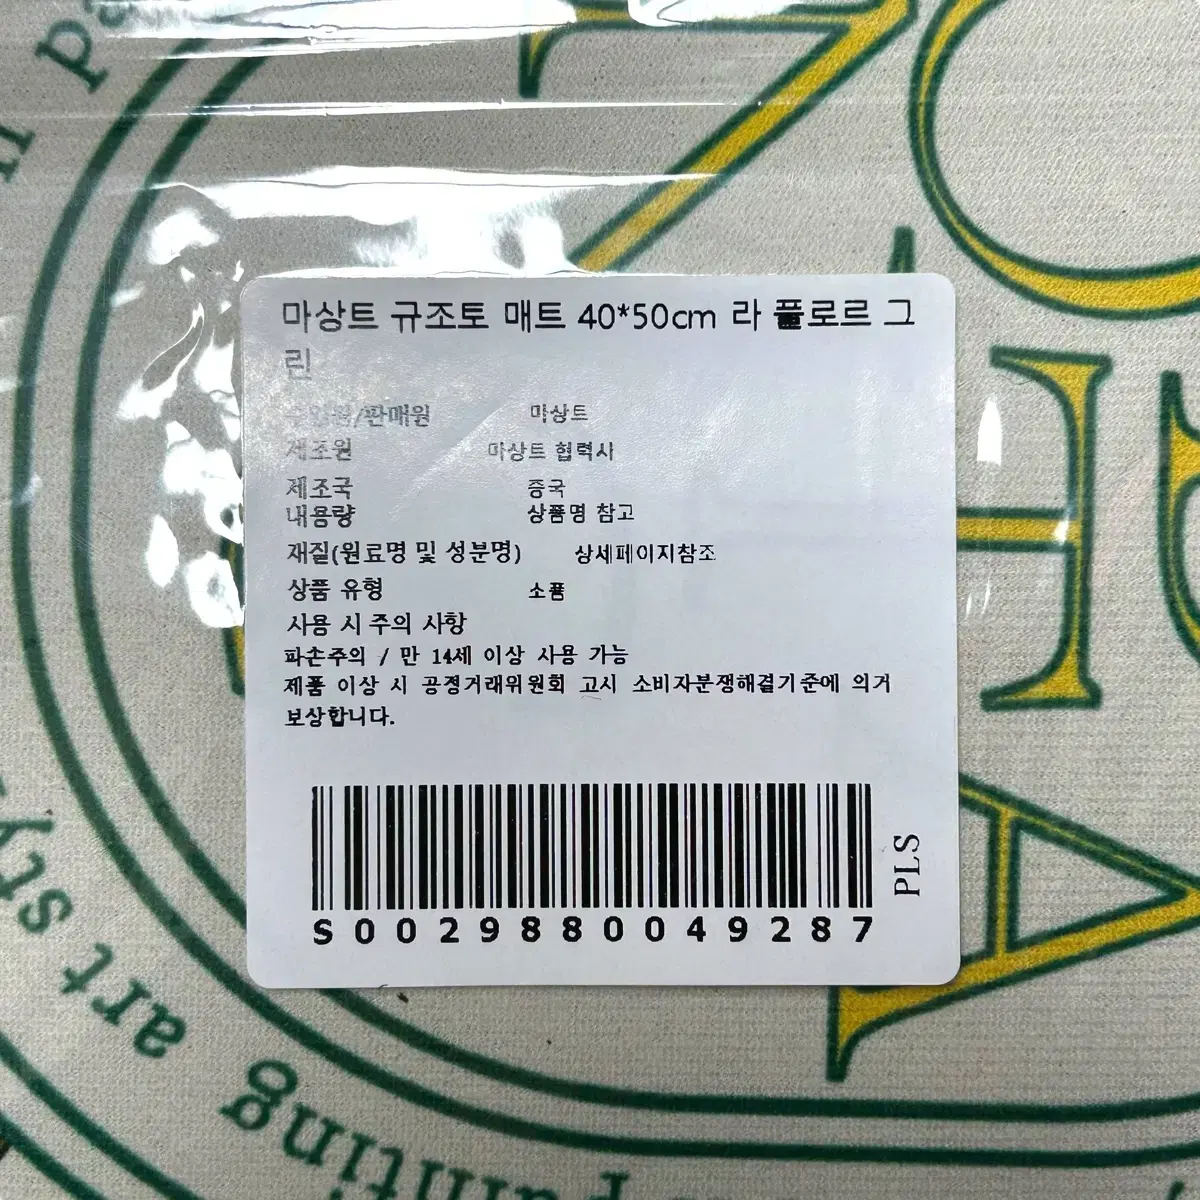 마상트 규조토 매트 40*50cm 라 플로르 그
린
수입원/판매원 마상트
제조원 마상트 협력사
제조국 중국
내용량 상품명 참고
재질(원료명 및 성분명) 상세페이지참조
상품 유형 소품
사용 시 주의 사항
파손주의 / 만 14세 이상 사용 가능
제품 이상 시 공정거래위원회 고시 소비자분쟁해결기준에 의거
보상합니다.
PLS
S0029880049287
art
painting